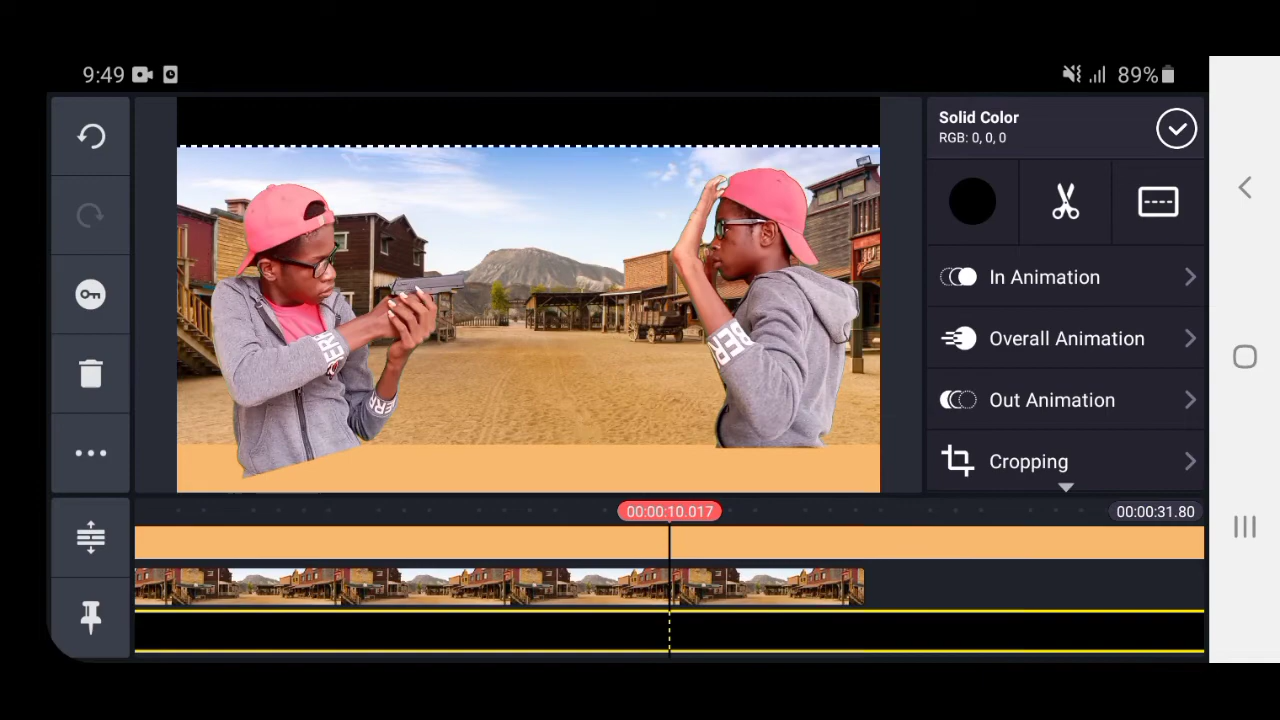 9:49
89%
Solid Color
RGB: 0, 0, 0
In Animation
Overall Animation
Out Animation
Cropping
00:00:10.017
00:00:31.80